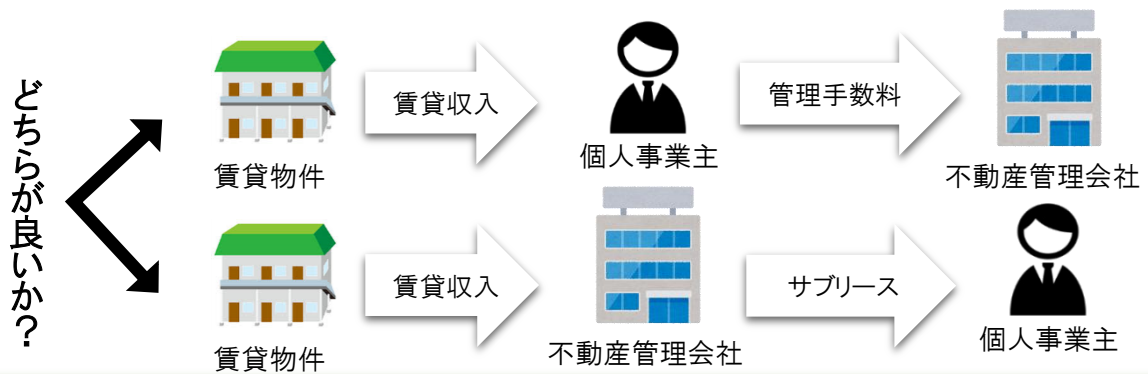 どちらが良いか？
賃貸収入
管理手数料
賃貸物件
個人事業主
不動産管理会社
賃貸収入
サブリース
賃貸物件
不動産管理会社
個人事業主